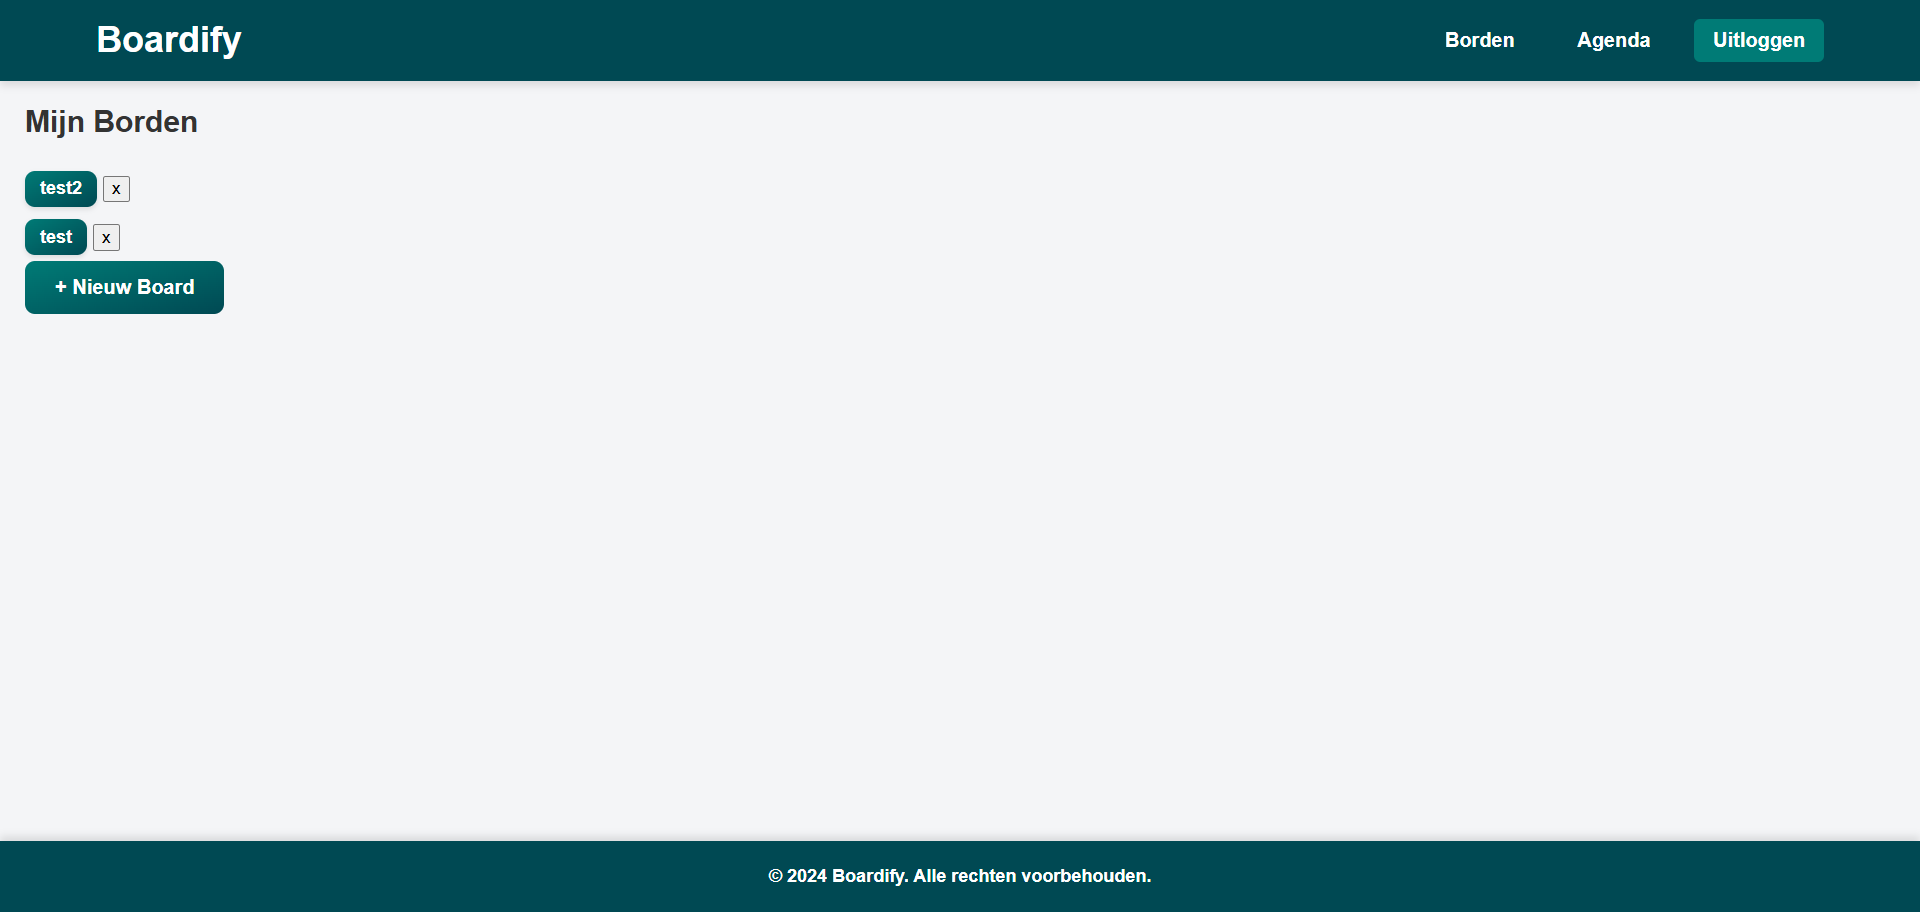 Boardify
Borden Agenda Uitloggen
Mijn Borden
test2 x
test x
+ Nieuw Board
© 2024 Boardify. Alle rechten voorbehouden.